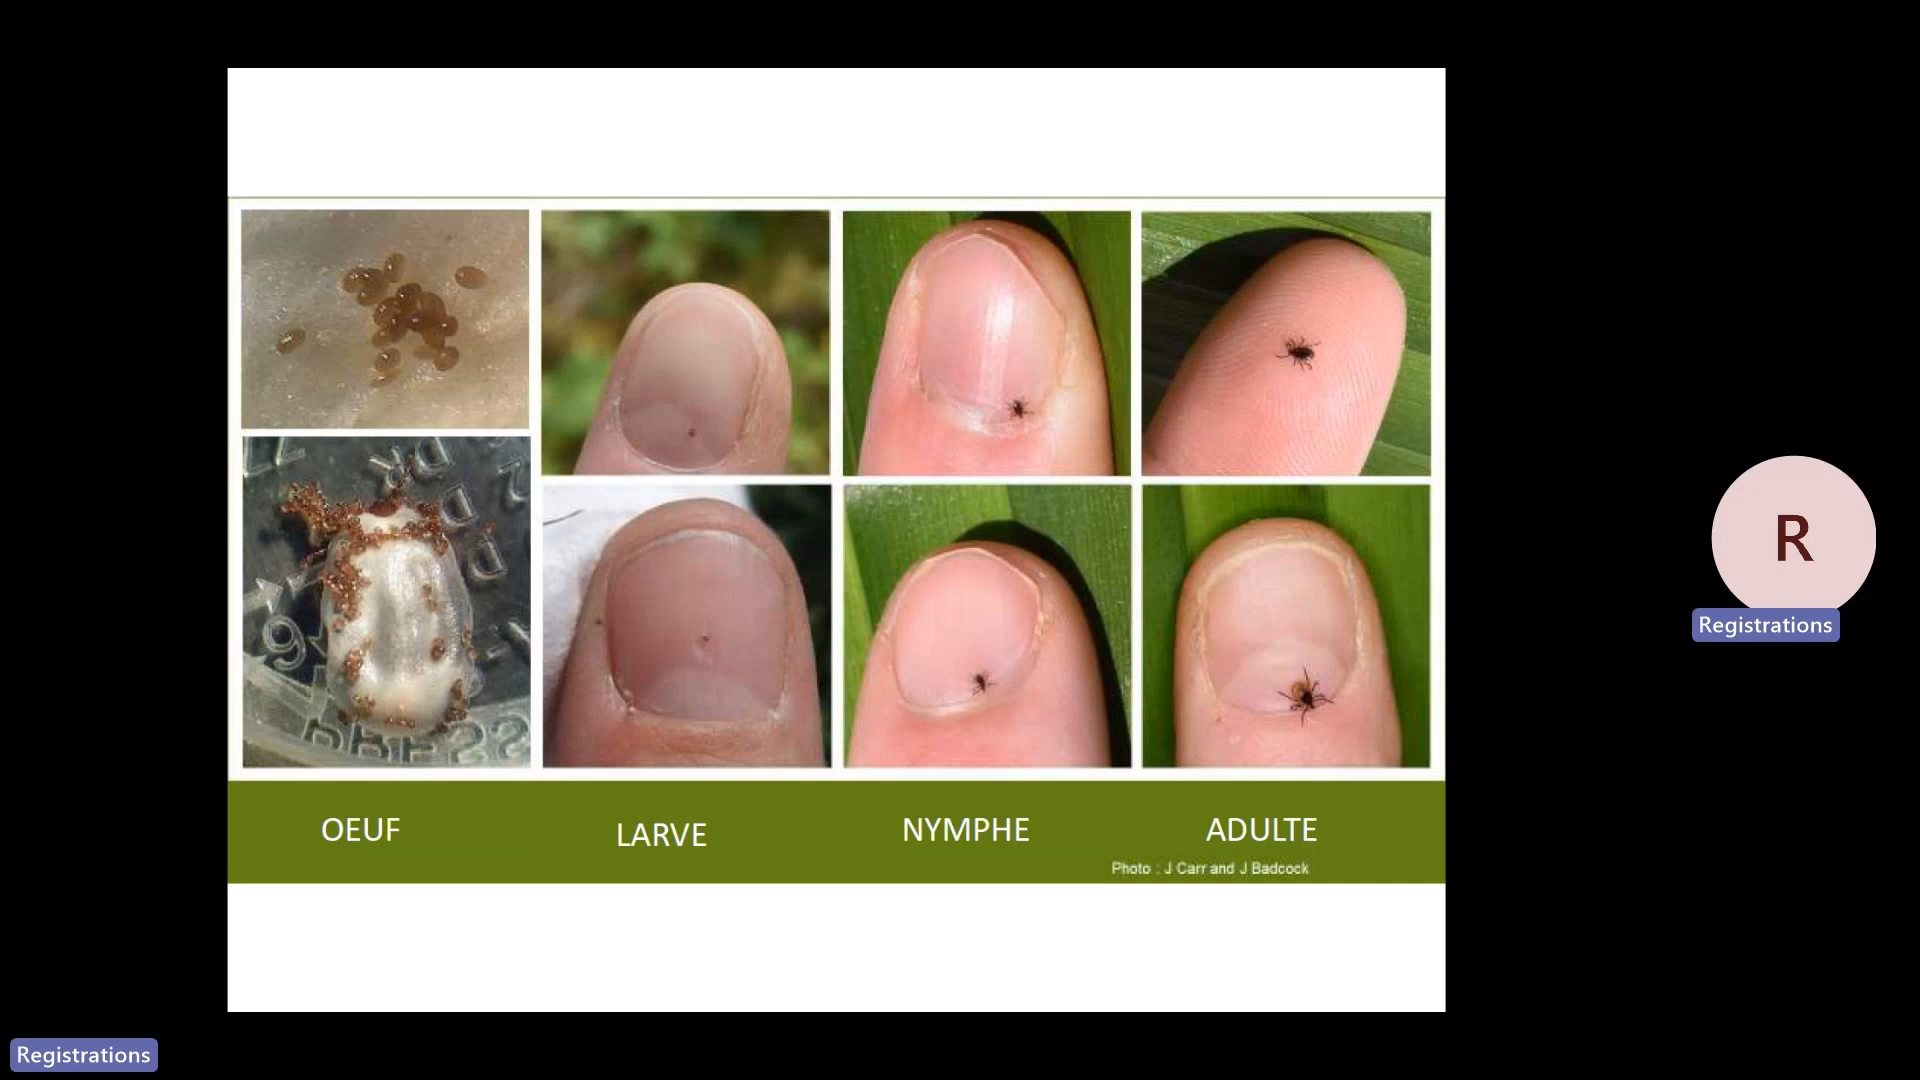 OEUF
LARVE
NYMPHE
ADULTE
Photo : J Carr and J Badcock
R
Registrations
Registrations